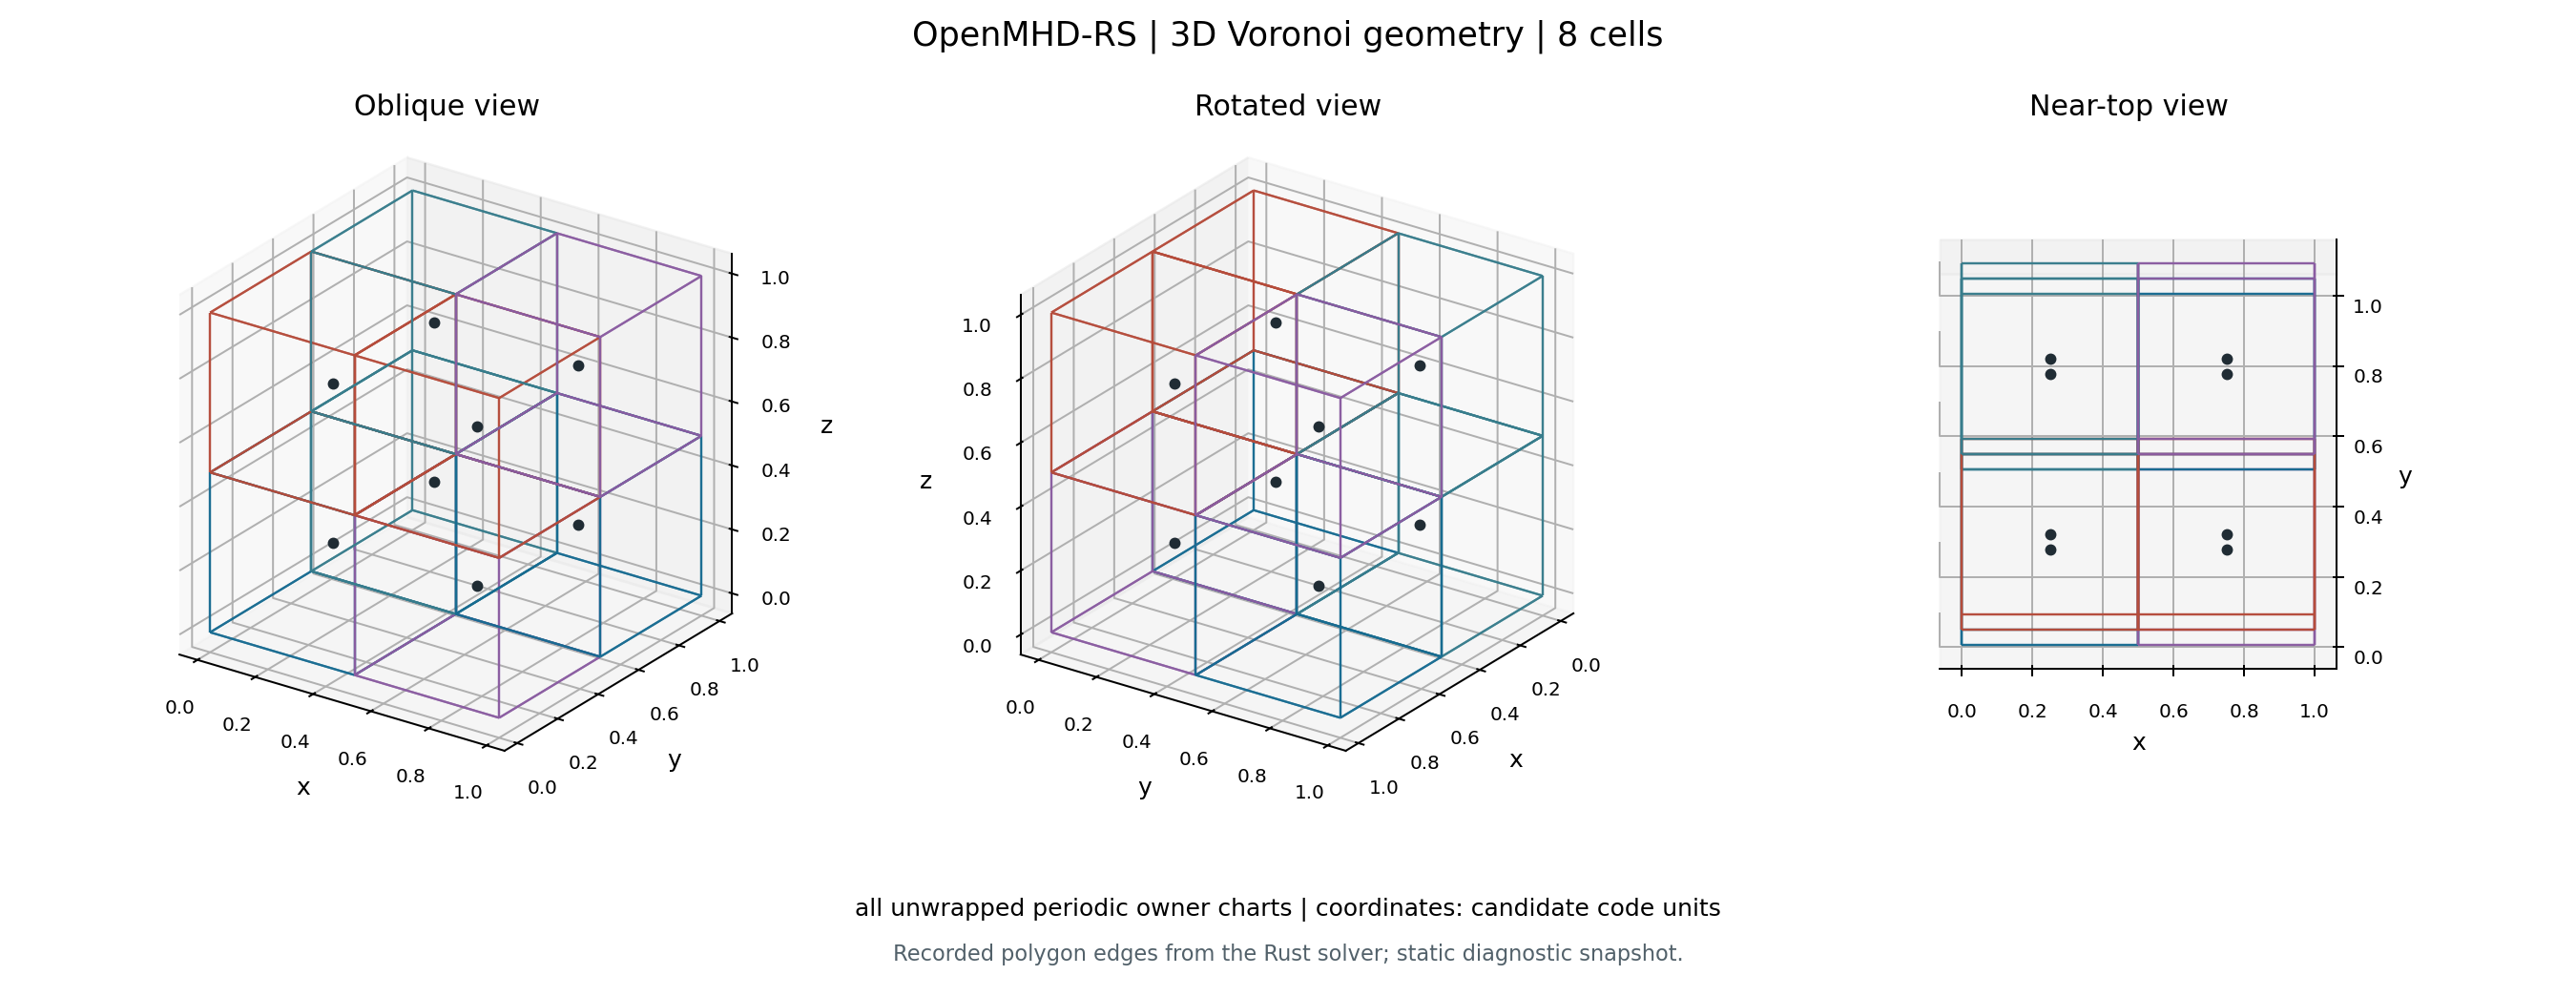 OpenMHD-RS | 3D Voronoi geometry | 8 cells
Oblique view
1.0
0.8
0.6
0.4
0.2
0.0
z
0.0
0.2
0.4
0.6
0.8
1.0
x
0.0
0.2
0.4
0.6
0.8
1.0
y
Rotated view
1.0
0.8
0.6
0.4
0.2
0.0
z
0.0
0.2
0.4
0.6
0.8
1.0
y
0.0
0.2
0.4
0.6
0.8
1.0
x
Near-top view
1.0
0.8
0.6
0.4
0.2
0.0
y
0.0 0.2 0.4 0.6 0.8 1.0
x
all unwrapped periodic owner charts | coordinates: candidate code units
Recorded polygon edges from the Rust solver; static diagnostic snapshot.